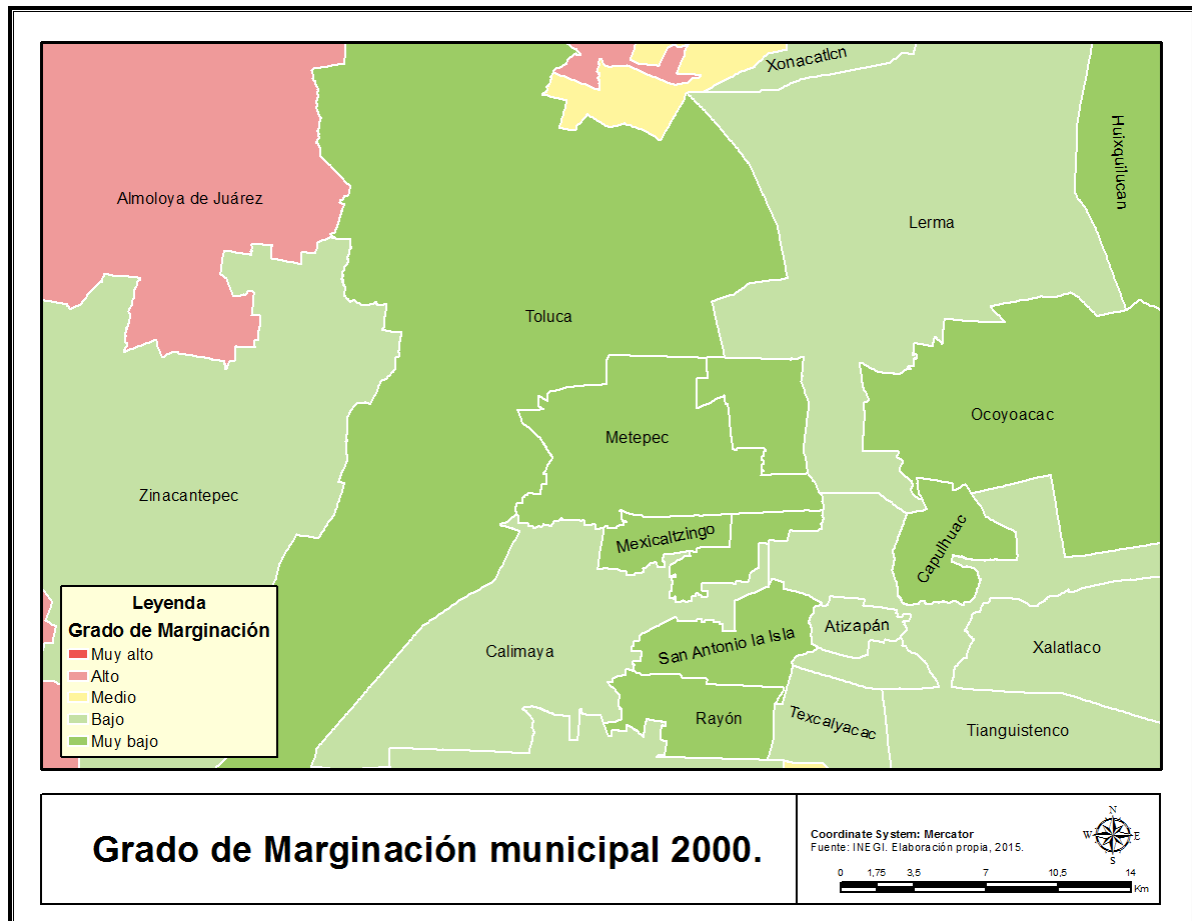 Xonacatlcn
Huixquilucan
Almoloya de Juárez
Lerma
Toluca
Ocoyoacac
Metepec
Zinacantepec
Mexicaltzingo
Capulhuac
Leyenda
Grado de Marginación
Muy alto
Alto
Medio
Bajo
Muy bajo
Calimaya
San Antonio la Isla
Atizapán
Xalatlaco
Rayón
Texcalyacac
Tianguistenco
Grado de Marginación municipal 2000.
Coordinate System: Mercator
Fuente: INEGI. Elaboración propia, 2015.
N
W E
S
0 1,75 3,5 7 10,5 14
Km